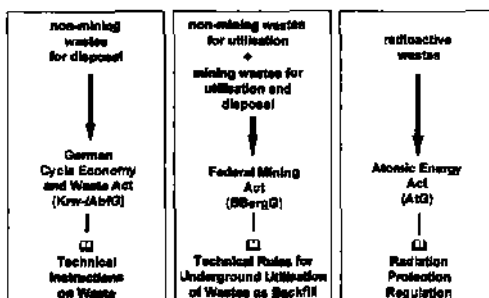 non-mining
wastes
for disposal
German
Cycle Economy
and Waste Act
(Krw-/AbfG)
Technical
Instructions
on Waste
non-mining wastes
for utilisation
+
mining wastes for
utilisation and
disposal
Federal Mining
Act
(BBergG)
Technical Rules for
Underground Utilisation
of Wastes as Backfill
radioactive
wastes
Atomic Energy
Act
(AtG)
Radiation
Protection
Regulation